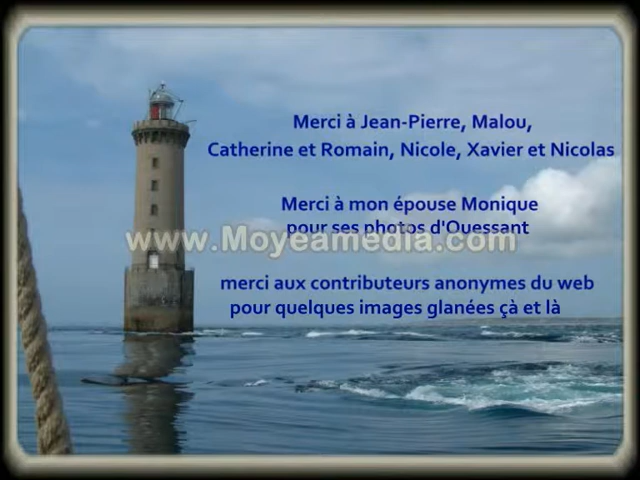 Merci à Jean-Pierre, Malou,
Catherine et Romain, Nicole, Xavier et Nicolas
Merci à mon épouse Monique
pour ses photos d'Ouessant
www.Moyeamedia.com
merci aux contributeurs anonymes du web
pour quelques images glanées çà et là